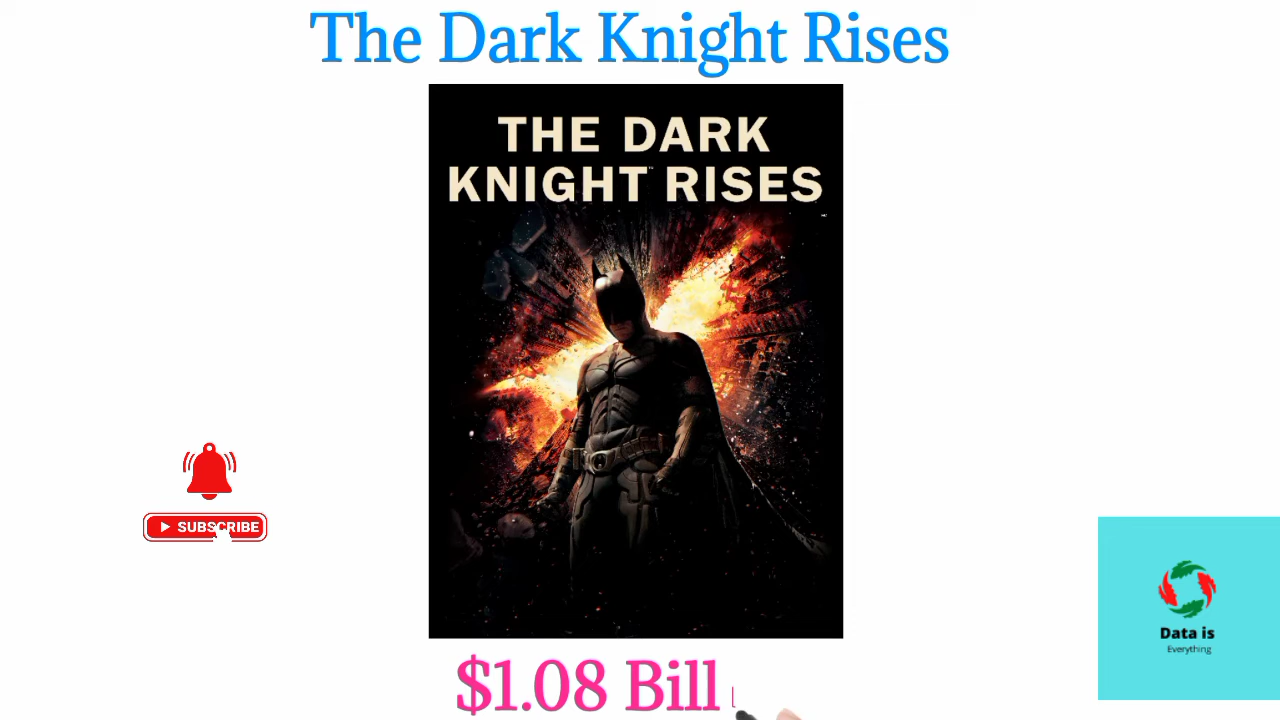 The Dark Knight Rises
THE DARK
KNIGHT RISES
SUBSCRIBE
Data is
Everything
$1.08 Bill